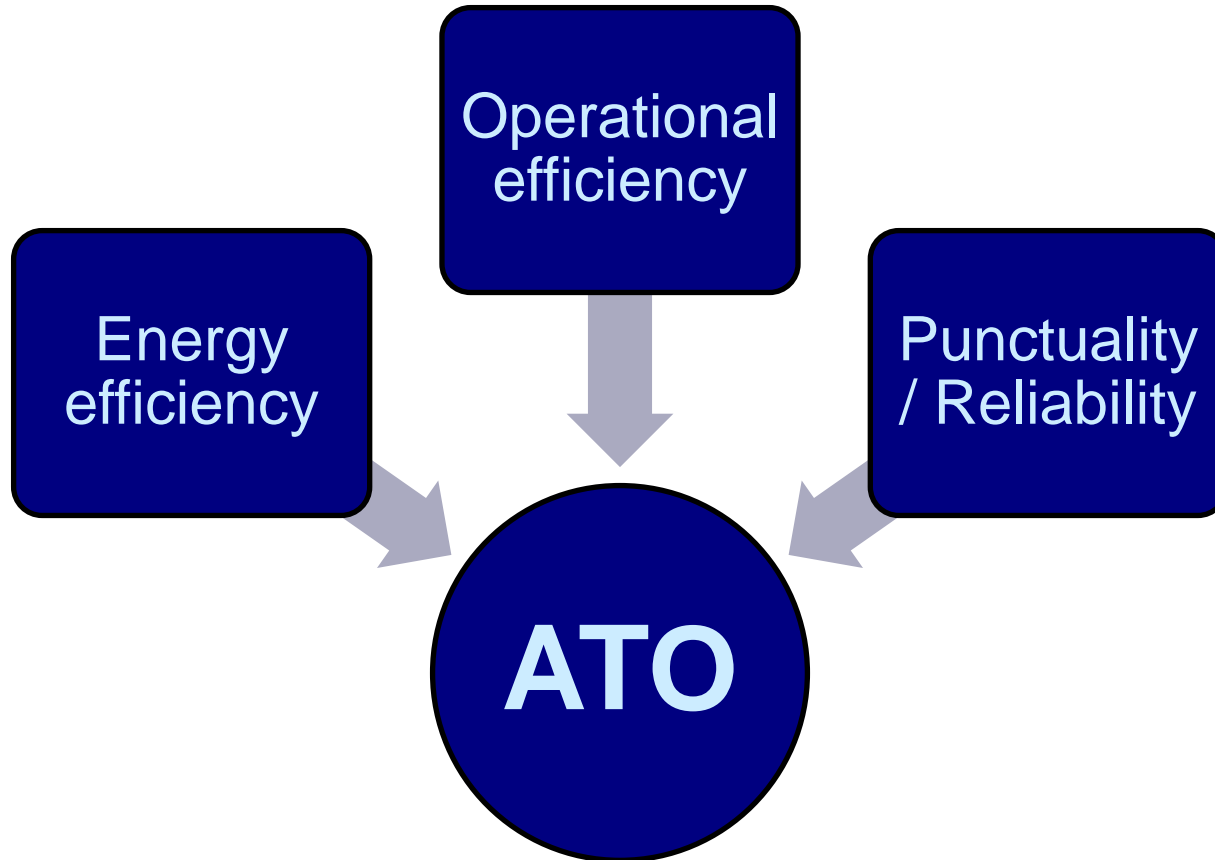 Operational
efficiency
Energy
efficiency
Punctuality
/ Reliability
ATO